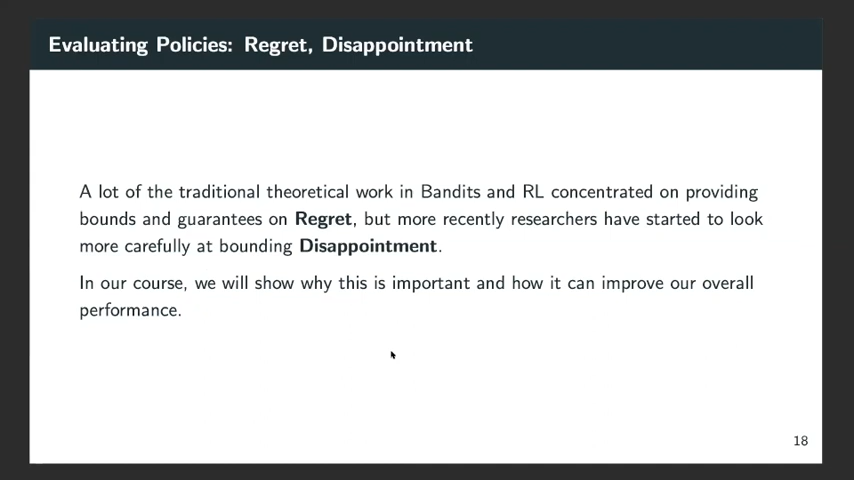 Evaluating Policies: Regret, Disappointment
A lot of the traditional theoretical work in Bandits and RL concentrated on providing
bounds and guarantees on Regret, but more recently researchers have started to look
more carefully at bounding Disappointment.
In our course, we will show why this is important and how it can improve our overall
performance.
18